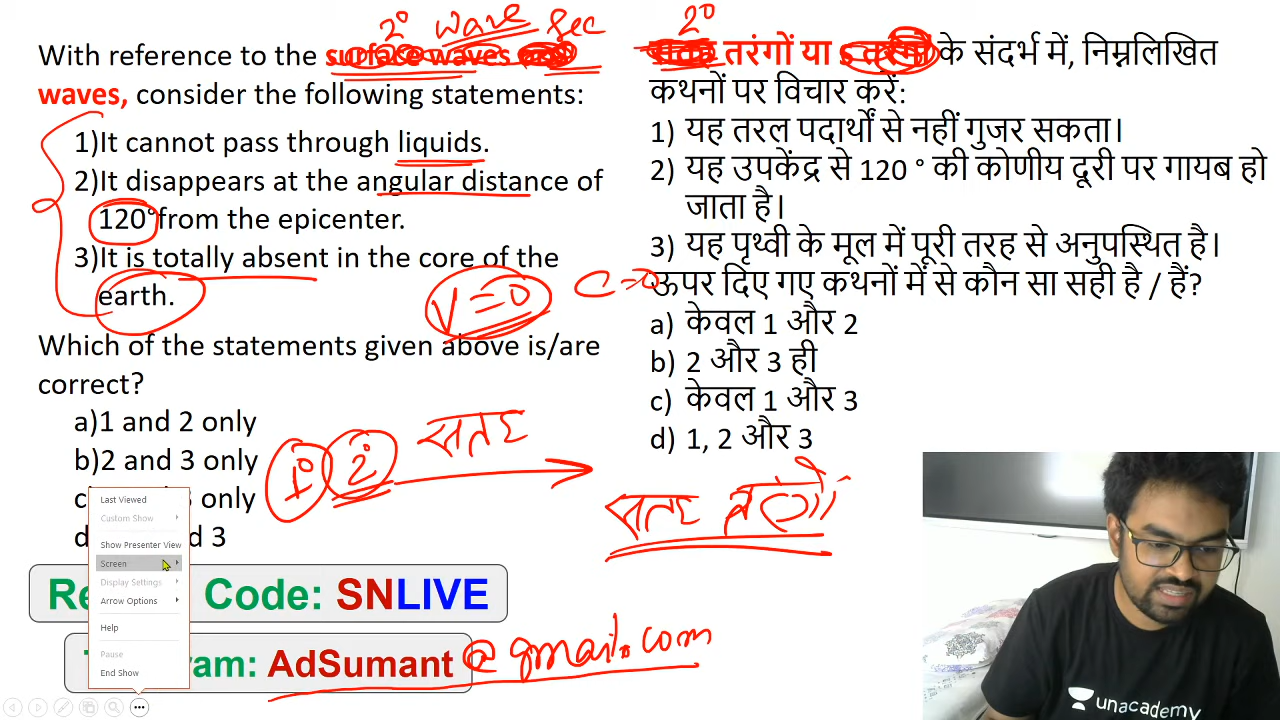 2° wave sec
With reference to the surface waves
waves, consider the following statements:
1)It cannot pass through liquids.
2)It disappears at the angular distance of
120°from the epicenter.
3)It is totally absent in the core of the
earth.
V=0 C=0
Which of the statements given above is/are
correct?
a)1 and 2 only
b)2 and 3 only
only
d 3
1° 2° सतह
2°
तरंगों या s के संदर्भ में, निम्नलिखित
कथनों पर विचार करें:
1) यह तरल पदार्थों से नहीं गुजर सकता।
2) यह उपकेंद्र से 120 ° की कोणीय दूरी पर गायब हो
जाता है।
3) यह पृथ्वी के मूल में पूरी तरह से अनुपस्थित है।
ऊपर दिए गए कथनों में से कौन सा सही है / हैं?
a) केवल 1 और 2
b) 2 और 3 ही
c) केवल 1 और 3
d) 1, 2 और 3
सतह तरंगों
Last Viewed
Custom Show
Show Presenter View
Screen
Display Settings
Arrow Options
Help
Pause
End Show
Code: SNLIVE
AdSumant @gmail.com
unacademy